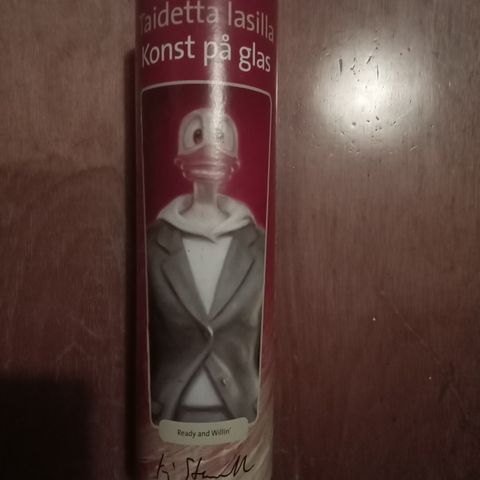 Taidetta lasilla
Konst på glas
Ready and Willin'